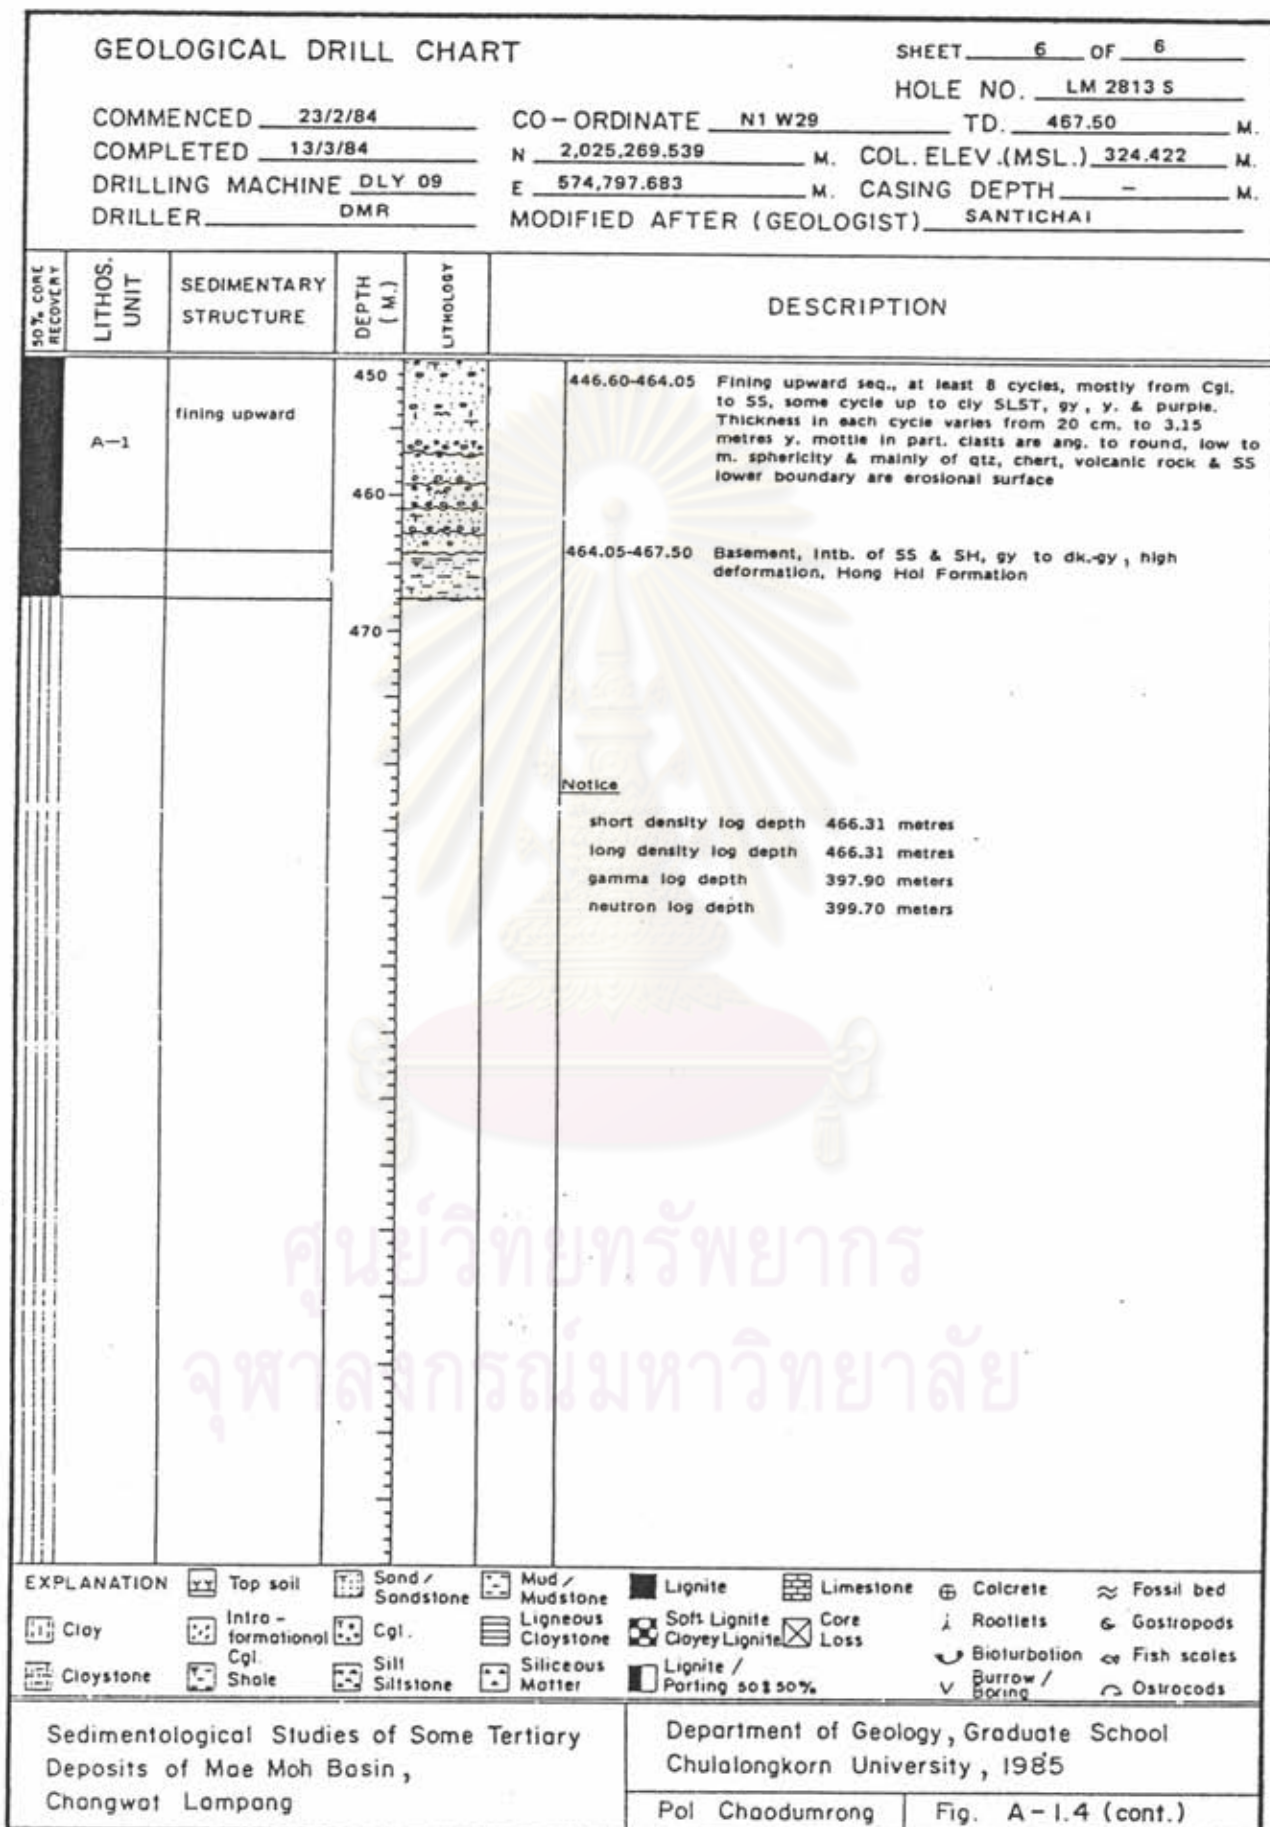 GEOLOGICAL DRILL CHART
SHEET 6 OF 6
HOLE NO. LM 2813 S
COMMENCED 23/2/84
CO-ORDINATE N1 W29 TD. 467.50 M.
COMPLETED 13/3/84
N 2,025,269.539 M. COL. ELEV.(MSL.) 324.422 M.
DRILLING MACHINE DLY 09
E 574,797.683 M. CASING DEPTH - M.
DRILLER DMR
MODIFIED AFTER (GEOLOGIST) SANTICHAI
50% CORE RECOVERY
LITHOS. UNIT
SEDIMENTARY STRUCTURE
DEPTH (M.)
LITHOLOGY
DESCRIPTION
450
A-1
fining upward
460
470
446.60-464.05 Fining upward seq., at least 8 cycles, mostly from Cgl.
to SS, some cycle up to cly SLST, gy, y. & purple.
Thickness in each cycle varies from 20 cm. to 3.15
metres y. mottle in part. clasts are ang. to round, low to
m. sphericity & mainly of qtz, chert, volcanic rock & SS
lower boundary are erosional surface
464.05-467.50 Basement, Intb. of SS & SH, gy to dk.-gy, high
deformation, Hong Hoi Formation
Notice
short density log depth 466.31 metres
long density log depth 466.31 metres
gamma log depth 397.90 meters
neutron log depth 399.70 meters
ศูนย์วิทยทรัพยากร
จุฬาลงกรณ์มหาวิทยาลัย
EXPLANATION
Top soil
Sand / Sandstone
Mud / Mudstone
Lignite
Limestone
Calcrete
Fossil bed
Clay
Intra-formational Cgl.
Cgl.
Ligneous Claystone
Soft Lignite Clayey Lignite
Core Loss
Rootlets
Gastropods
Claystone
Shale
Silt Siltstone
Siliceous Matter
Lignite / Parting 50% 50%
Bioturbation
Fish scales
Burrow / Boring
Ostrocods
Sedimentological Studies of Some Tertiary
Deposits of Mae Moh Basin,
Changwat Lampang
Department of Geology, Graduate School
Chulalongkorn University, 1985
Pol Chaodumrong
Fig. A-1.4 (cont.)